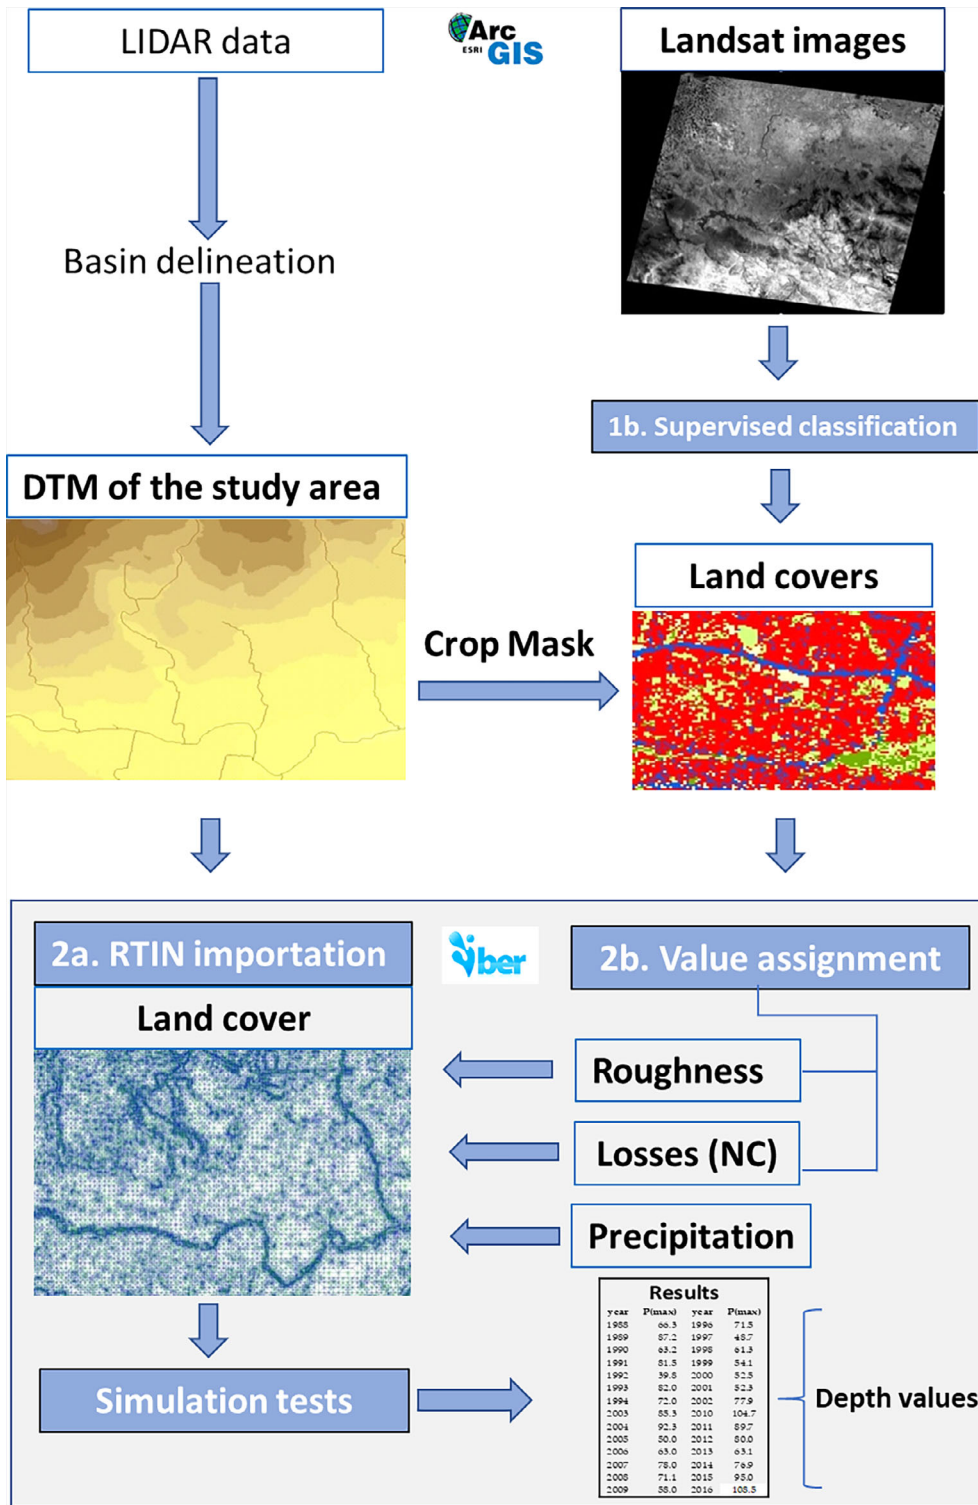 LIDAR data
Arc
ESRI GIS
Landsat images
Basin delineation
1b. Supervised classification
DTM of the study area
Land covers
Crop Mask
2a. RTIN importation
iber
2b. Value assignment
Land cover
Roughness
Losses (NC)
Precipitation
Results
year P(max) year P(max)
1988 66.3 1996 71.5
1989 87.2 1997 48.7
1990 63.2 1998 61.3
1991 81.5 1999 54.1
1992 39.8 2000 52.5
1993 82.0 2001 52.3
1994 72.0 2002 77.9
2003 85.3 2010 104.7
2004 92.3 2011 89.7
2005 50.0 2012 80.0
2006 63.0 2013 63.1
2007 78.0 2014 76.9
2008 71.1 2015 95.0
2009 58.0 2016 108.5
Simulation tests
Depth values